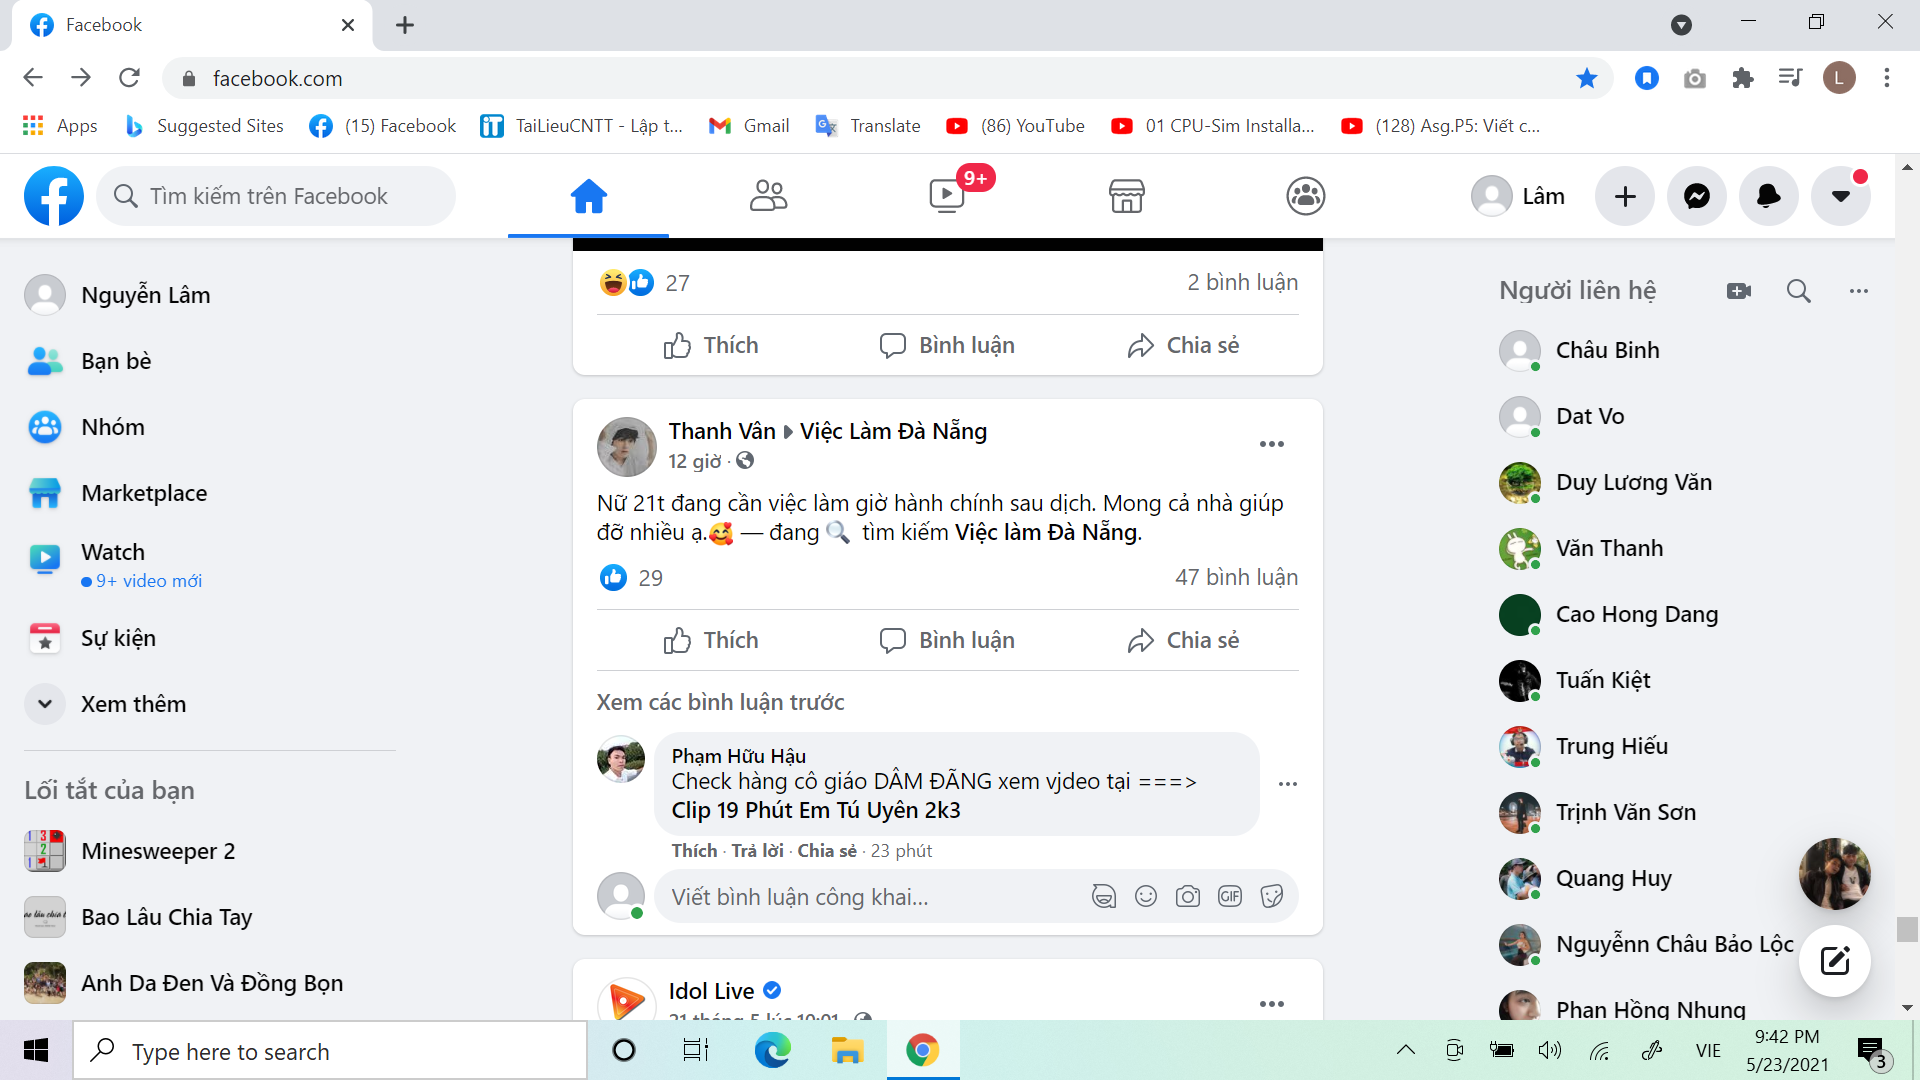 Facebook
facebook.com
L
Apps
Suggested Sites
(15) Facebook
TaiLieuCNTT - Lập t...
Gmail
Translate
(86) YouTube
01 CPU-Sim Installa...
(128) Asg.P5: Viết c...
Tìm kiếm trên Facebook
9+
Lâm
Nguyễn Lâm
Bạn bè
Nhóm
Marketplace
Watch
9+ video mới
Sự kiện
Xem thêm
Lối tắt của bạn
Minesweeper 2
Bao Lâu Chia Tay
Anh Da Đen Và Đồng Bọn
27
2 bình luận
Thích
Bình luận
Chia sẻ
Thanh Vân
Việc Làm Đà Nẵng
12 giờ ·
Nữ 21t đang cần việc làm giờ hành chính sau dịch. Mong cả nhà giúp
đỡ nhiều ạ.🥰 — đang 🔍 tìm kiếm Việc làm Đà Nẵng.
29
47 bình luận
Thích
Bình luận
Chia sẻ
Xem các bình luận trước
Phạm Hữu Hậu
Check hàng cô giáo DÂM ĐÃNG xem vjdeo tại ===>
Clip 19 Phút Em Tú Uyên 2k3
Thích · Trả lời · Chia sẻ · 23 phút
Viết bình luận công khai...
GIF
Idol Live
21 tháng 5 lúc 10:01
Người liên hệ
Châu Binh
Dat Vo
Duy Lương Văn
Văn Thanh
Cao Hong Dang
Tuấn Kiệt
Trung Hiếu
Trịnh Văn Sơn
Quang Huy
Nguyễnn Châu Bảo Lộc
Phan Hồng Nhung
Type here to search
VIE
9:42 PM
5/23/2021
3